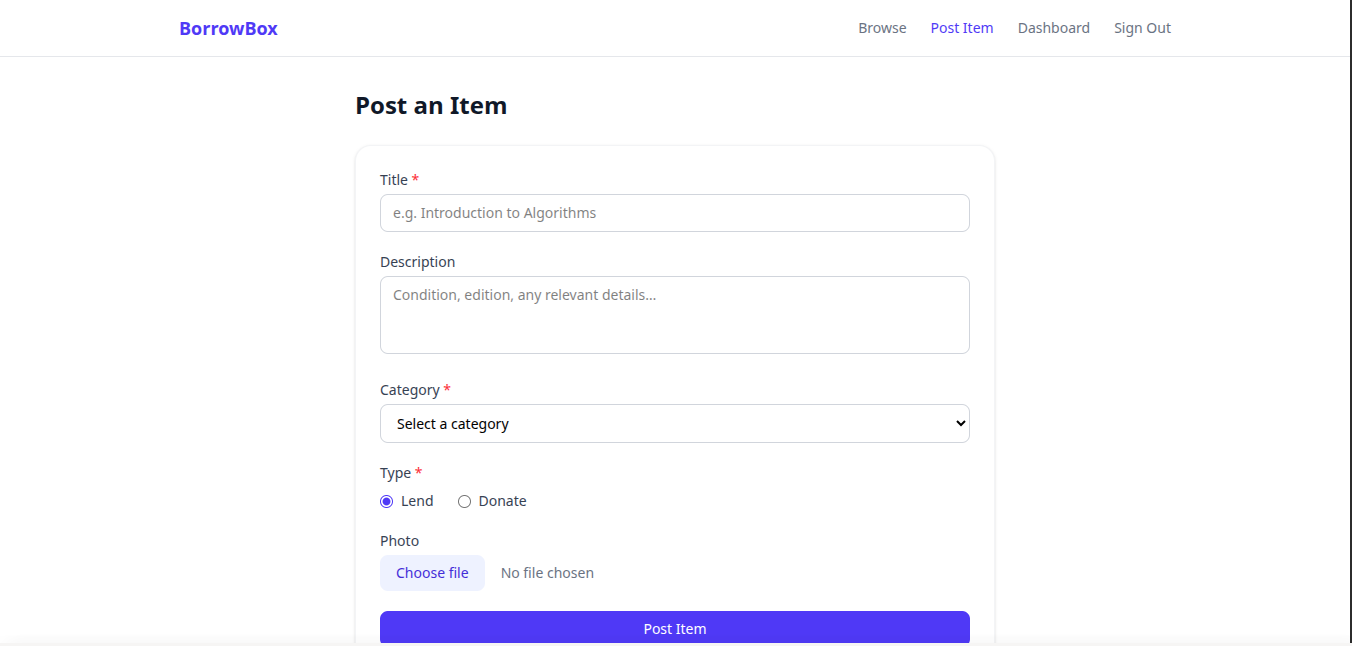 BorrowBox
Browse Post Item Dashboard Sign Out
Post an Item
Title *
e.g. Introduction to Algorithms
Description
Condition, edition, any relevant details...
Category *
Select a category
Type *
Lend Donate
Photo
Choose file No file chosen
Post Item